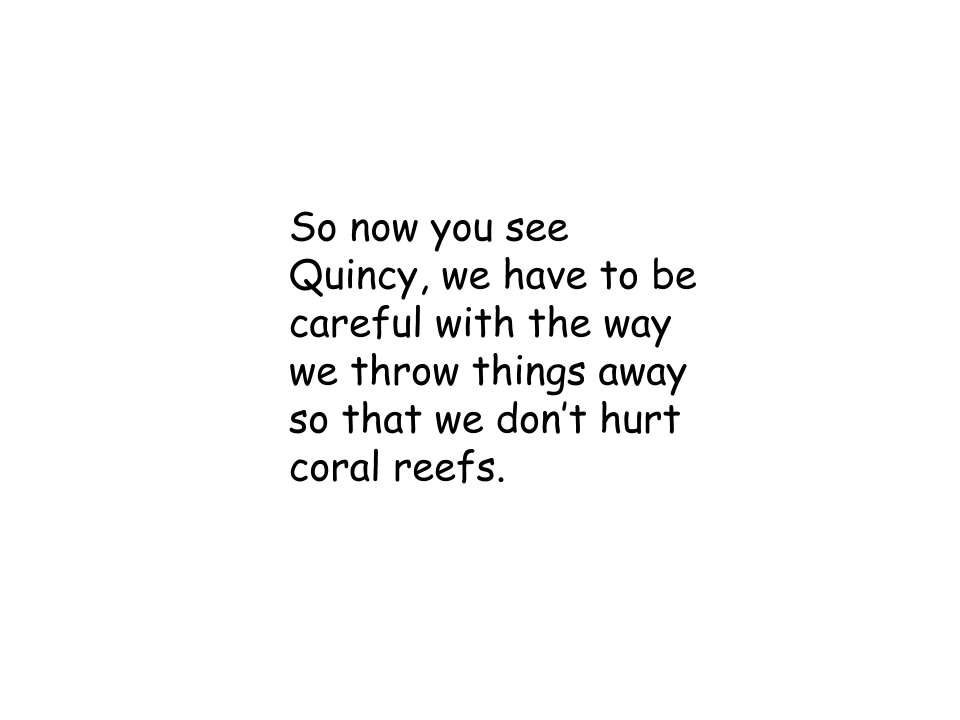 So now you see
Quincy, we have to be
careful with the way
we throw things away
so that we don’t hurt
coral reefs.